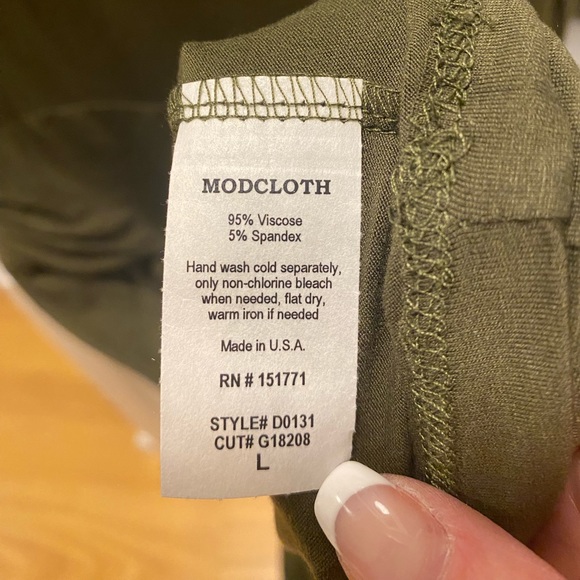 MODCLOTH
95% Viscose
5% Spandex
Hand wash cold separately,
only non-chlorine bleach
when needed, flat dry,
warm iron if needed
Made in U.S.A.
RN # 151771
STYLE# D0131
CUT# G18208
L